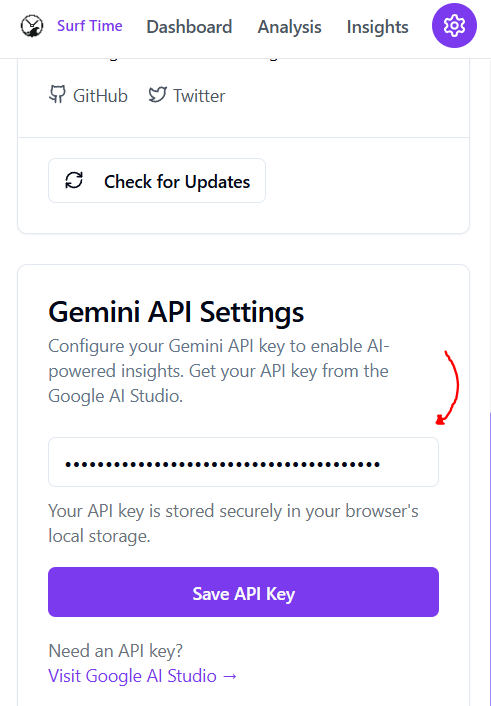 Surf Time Dashboard Analysis Insights
GitHub Twitter
Check for Updates
Gemini API Settings
Configure your Gemini API key to enable AI-
powered insights. Get your API key from the
Google AI Studio.
•••••••••••••••••••••••••••••••••••••••
Your API key is stored securely in your browser's
local storage.
Save API Key
Need an API key?
Visit Google AI Studio →